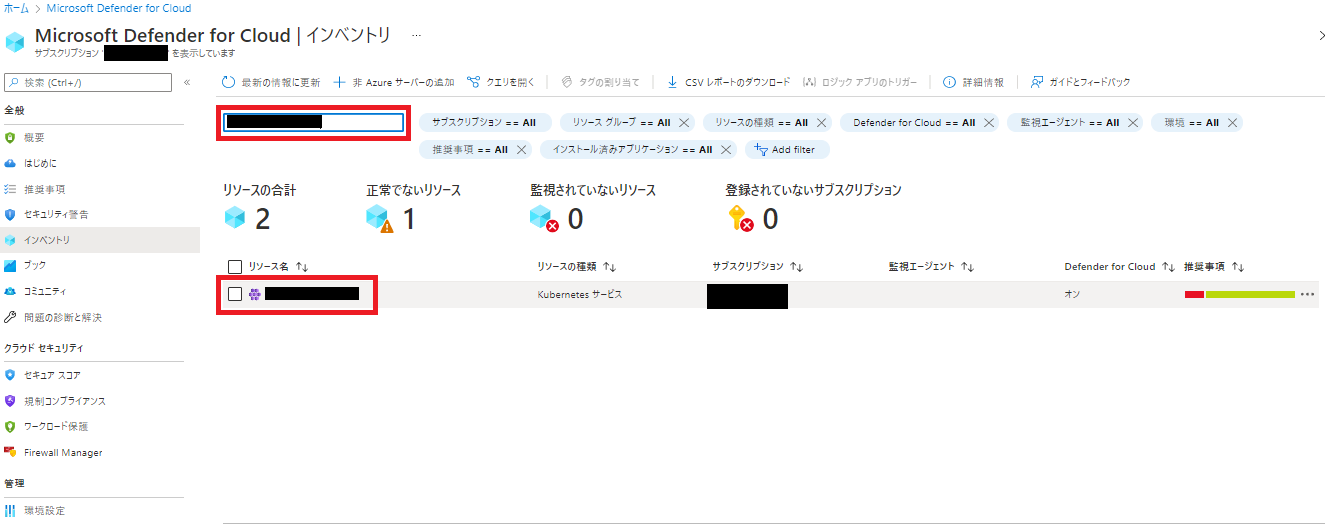 ホーム > Microsoft Defender for Cloud
Microsoft Defender for Cloud | インベントリ ...
サブスクリプション ' を表示しています
検索 (Ctrl+/) «
全般
概要
はじめに
推奨事項
セキュリティ警告
インベントリ
ブック
コミュニティ
問題の診断と解決
クラウド セキュリティ
セキュア スコア
規制コンプライアンス
ワークロード保護
Firewall Manager
管理
環境設定
最新の情報に更新 非 Azure サーバーの追加 クエリを開く タグの割り当て CSV レポートのダウンロード ロジック アプリのトリガー 詳細情報 ガイドとフィードバック
サブスクリプション == All リソース グループ == All リソースの種類 == All Defender for Cloud == All 監視エージェント == All 環境 == All
推奨事項 == All インストール済みアプリケーション == All Add filter
リソースの合計 正常でないリソース 監視されていないリソース 登録されていないサブスクリプション
2 1 0 0
リソース名 ↑↓ リソースの種類 ↑↓ サブスクリプション ↑↓ 監視エージェント ↑↓ Defender for Cloud ↑↓ 推奨事項 ↑↓
Kubernetes サービス オン ...